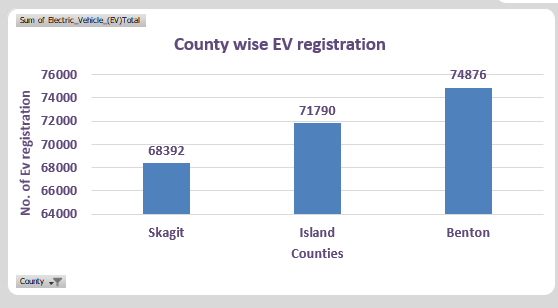 Sum of Electric_Vehicle_(EV)Total
County wise EV registration
No. of Ev registration
76000
74000
72000
70000
68000
66000
64000
68392
71790
74876
Skagit
Island
Benton
Counties
County